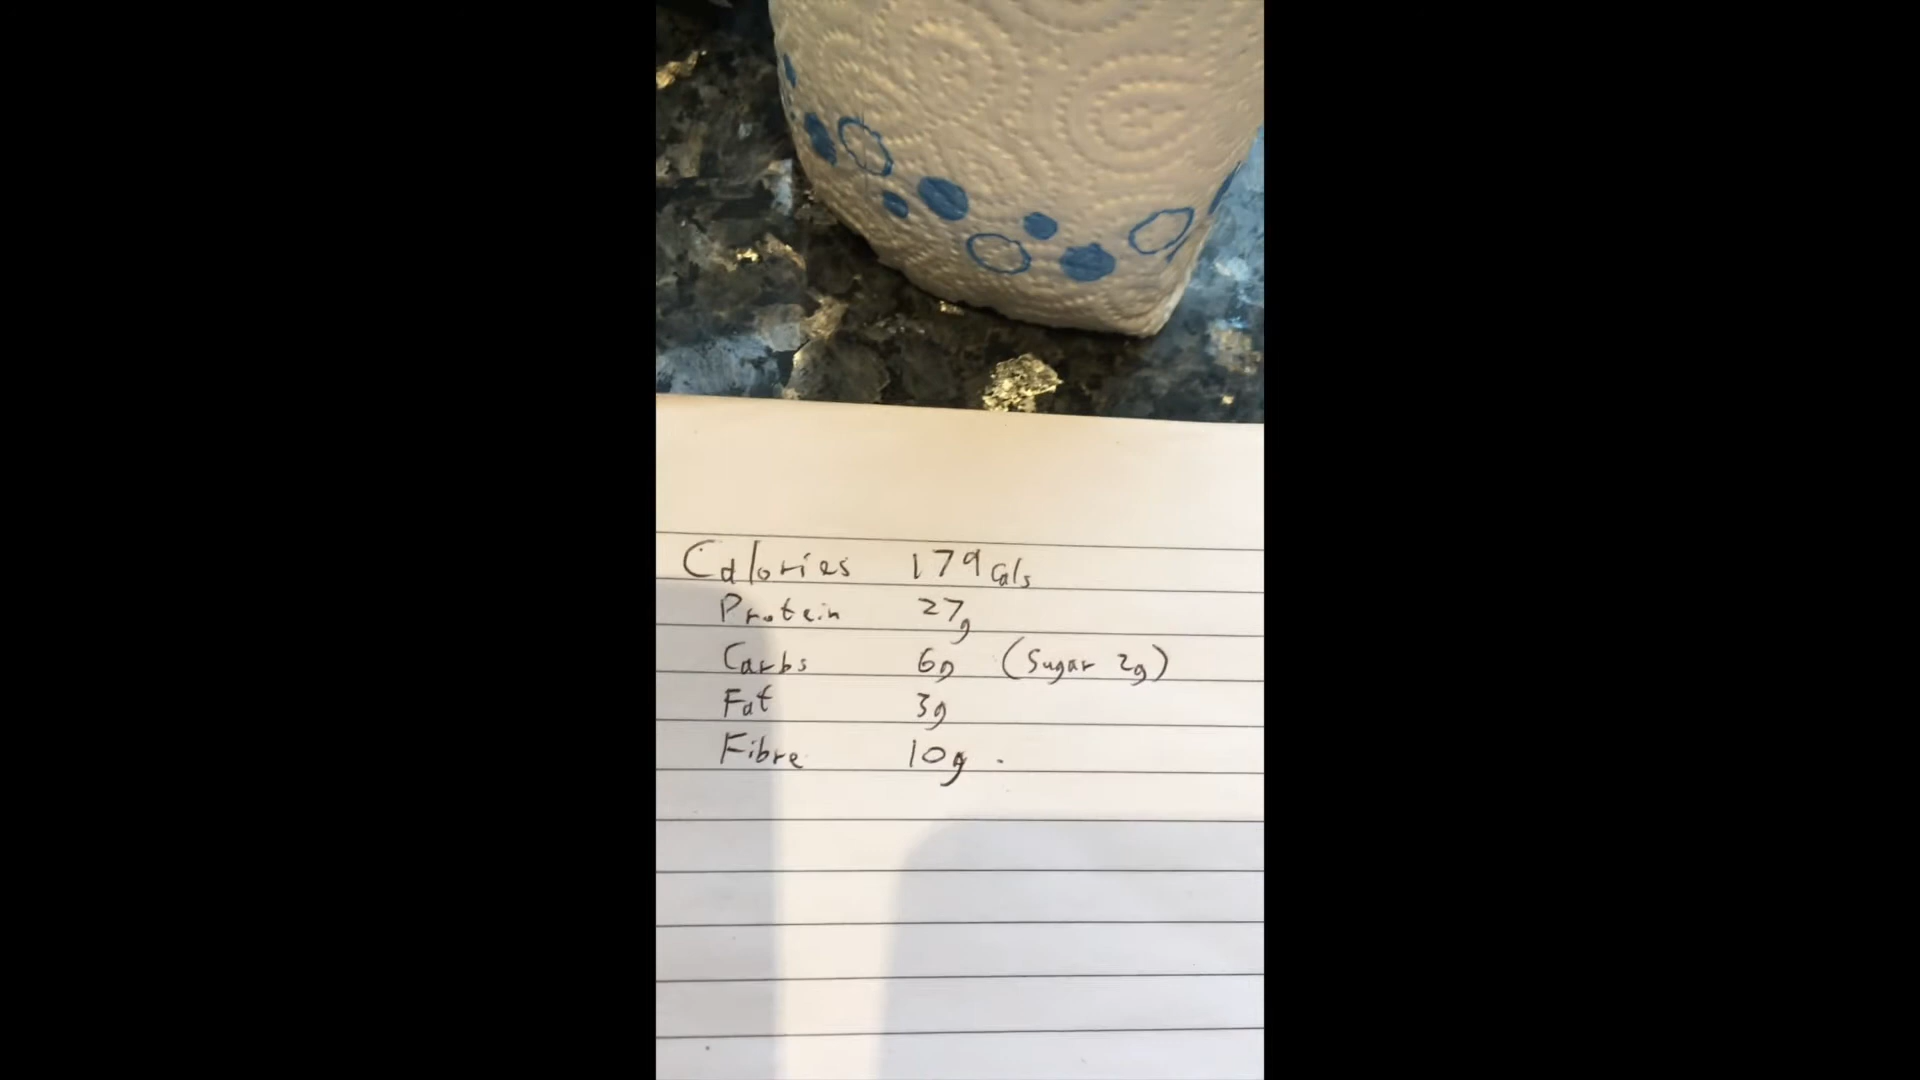 Calories 179 Cals
Protein 27g
Carbs 6g (Sugar 2g)
Fat 3g
Fibre 10g.